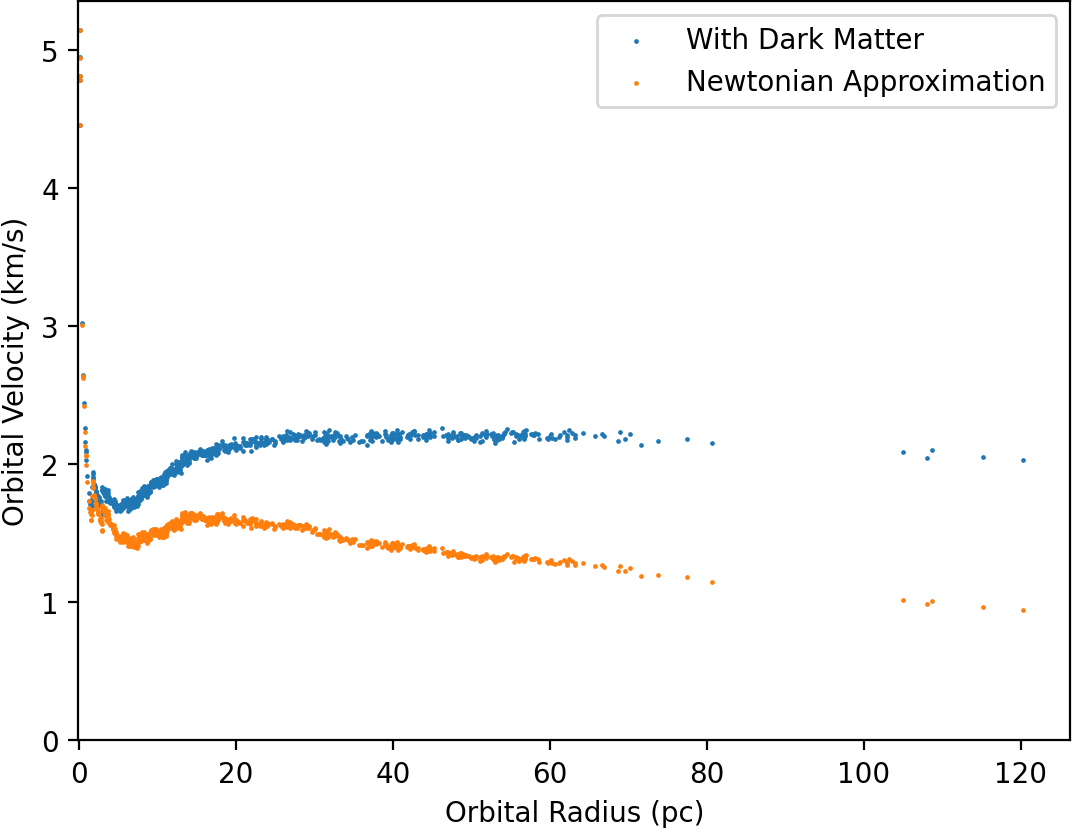 With Dark Matter
Newtonian Approximation
5
4
3
2
1
0
Orbital Velocity (km/s)
0 20 40 60 80 100 120
Orbital Radius (pc)